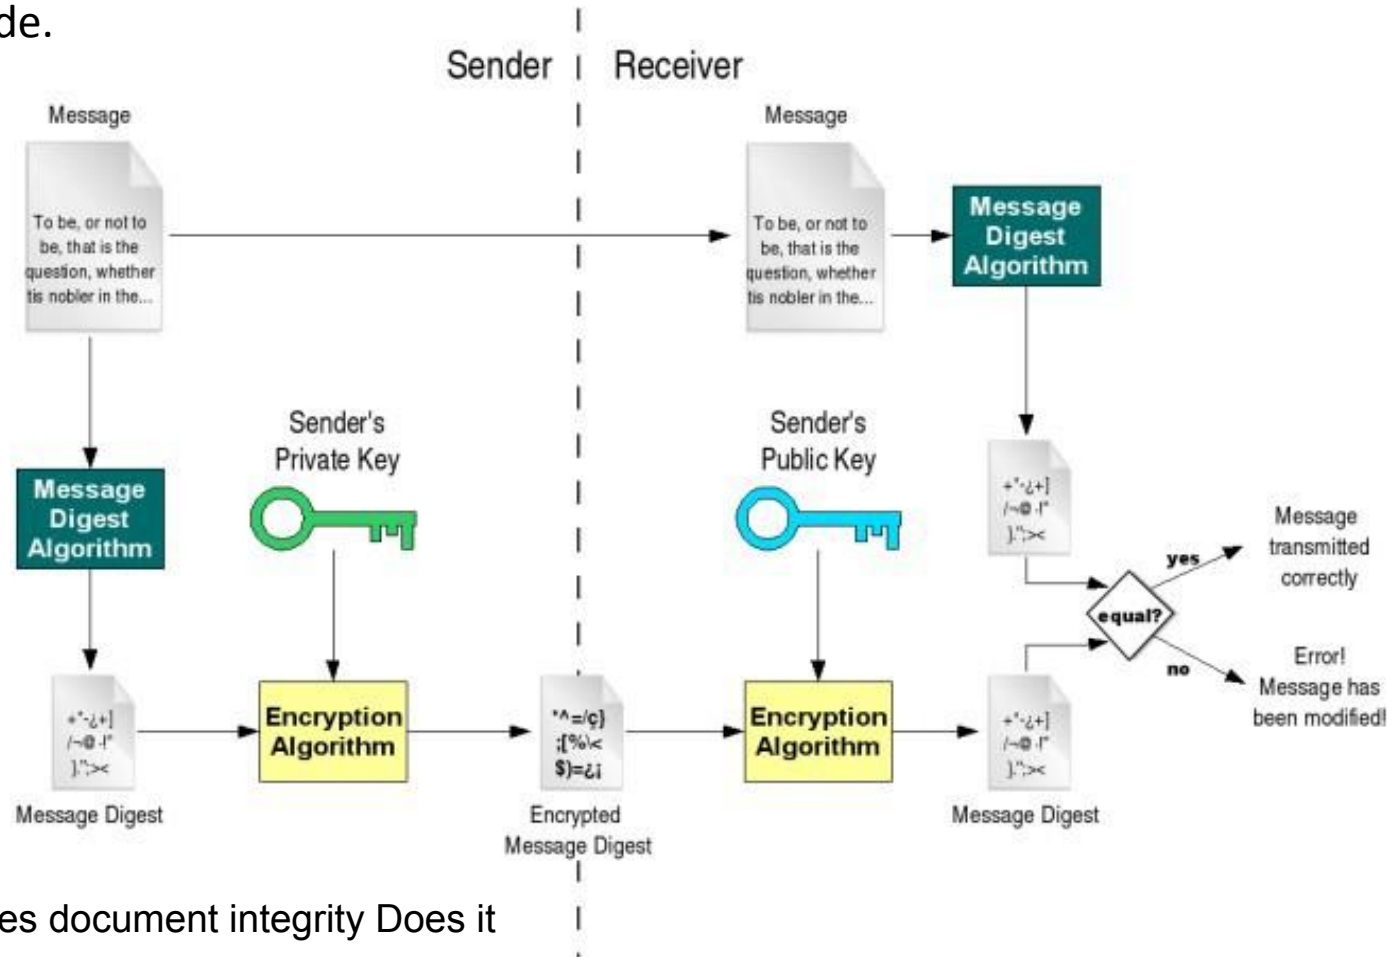 de.
Sender
Receiver
Message
Message
To be, or not to
be, that is the
question, whether
tis nobler in the...
To be, or not to
be, that is the
question, whether
tis nobler in the...
Message
Digest
Algorithm
Sender's
Private Key
Sender's
Public Key
Message
Digest
Algorithm
+*-¿+]
/¬@·!"
}.";><
Message
transmitted
correctly
yes
equal?
no
Error!
Message has
been modified!
+*-¿+]
/¬@·!"
}.";><
Encryption
Algorithm
*^=/ç}
;[%\<
$)=¿¡
Encryption
Algorithm
+*-¿+]
/¬@·!"
}.";><
Message Digest
Encrypted
Message Digest
Message Digest
es document integrity Does it